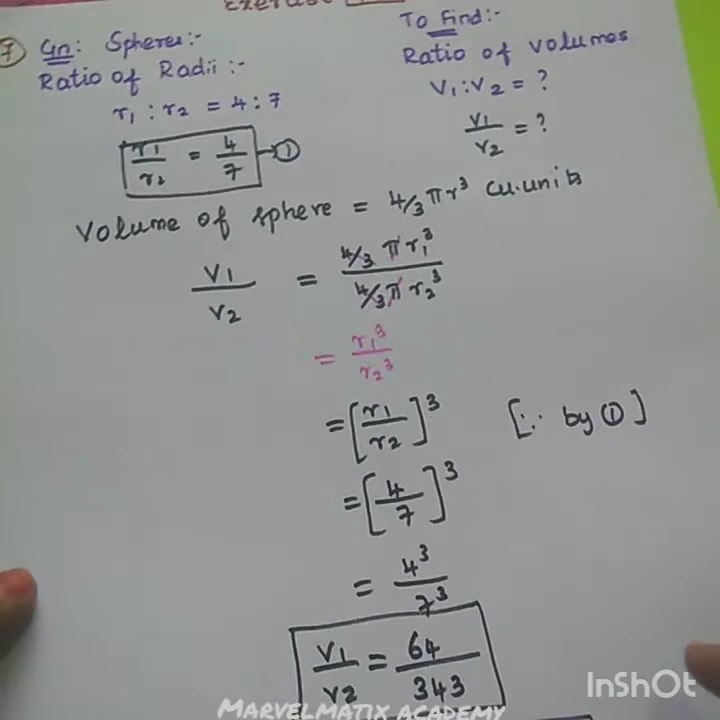 Exercise
7 Gn: Spheres:-
Ratio of Radii :-
r₁ : r₂ = 4 : 7
r₁/r₂ = 4/7 → ①
To Find:-
Ratio of volumes
V₁:V₂ = ?
V₁/V₂ = ?
Volume of sphere = 4/3 πr³ cu.units
V₁/V₂ = 4/3 πr₁³ / 4/3 πr₂³
= r₁³/r₂³
= [r₁/r₂]³ [∵ by ①]
= [4/7]³
= 4³/7³
V₁/V₂ = 64/343
InShOt
MARVELMATIX ACADEMY